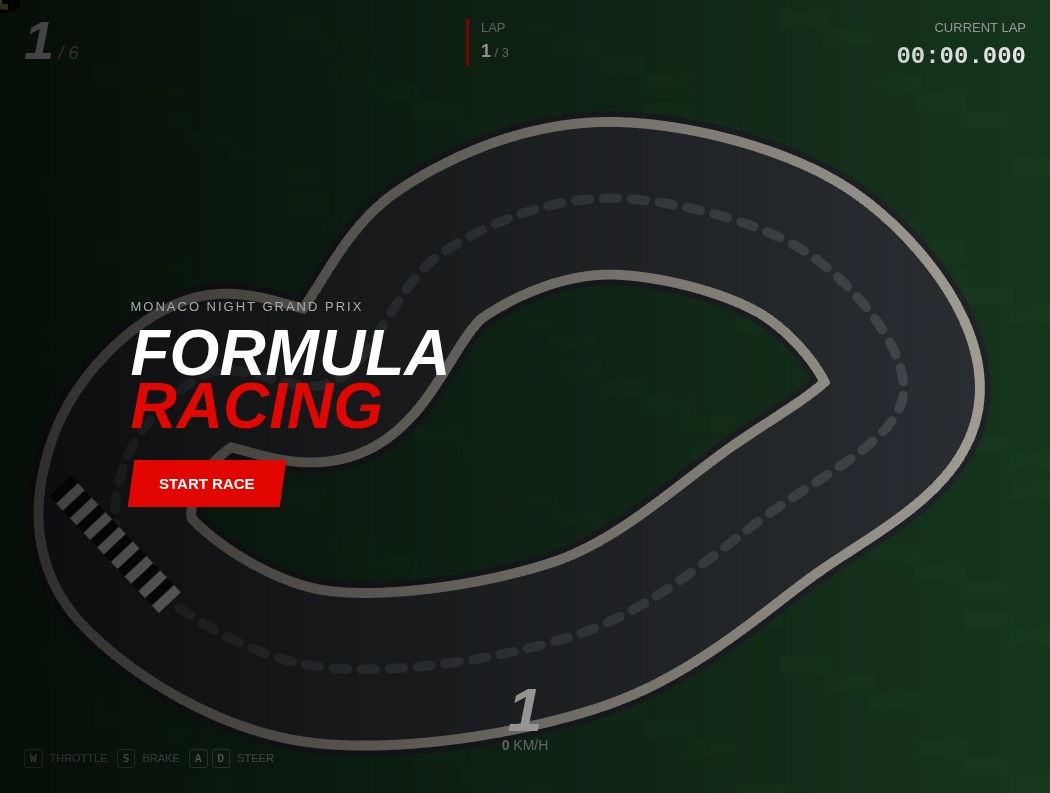 1 / 6
LAP
1 / 3
CURRENT LAP
00:00.000
MONACO NIGHT GRAND PRIX
FORMULA
RACING
START RACE
1
0 KM/H
W THROTTLE S BRAKE A D STEER